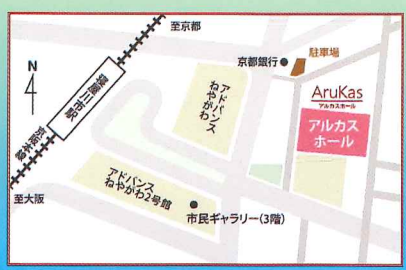 至京都
N
京都銀行
駐車場
AruKas
アルカスホール
アルカス
ホール
寝屋川市駅
京阪本線
アドバンス
ねやがわ
至大阪
アドバンス
ねやがわ2号館
市民ギャラリー(3階)